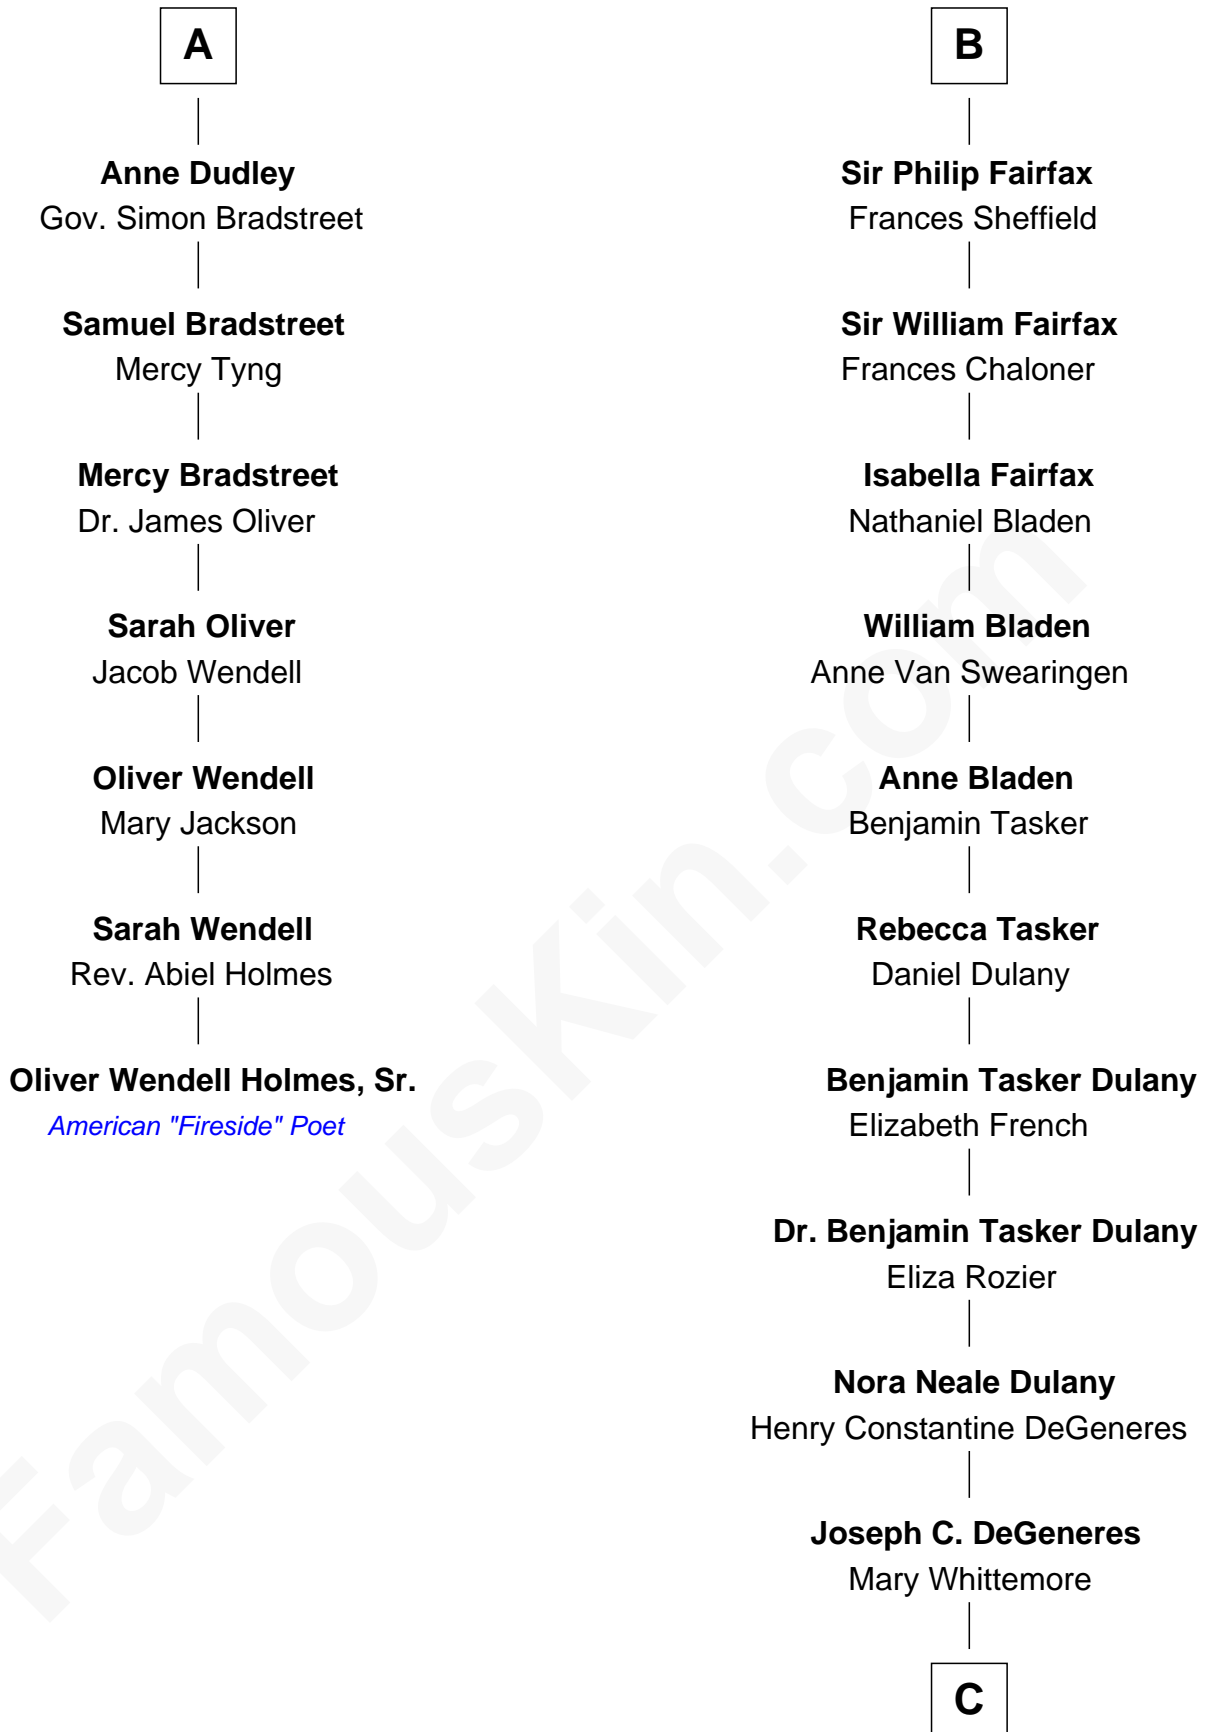 A
Anne Dudley
Gov. Simon Bradstreet
Samuel Bradstreet
Mercy Tyng
Mercy Bradstreet
Dr. James Oliver
Sarah Oliver
Jacob Wendell
Oliver Wendell
Mary Jackson
Sarah Wendell
Rev. Abiel Holmes
Oliver Wendell Holmes, Sr.
American "Fireside" Poet
B
Sir Philip Fairfax
Frances Sheffield
Sir William Fairfax
Frances Chaloner
Isabella Fairfax
Nathaniel Bladen
William Bladen
Anne Van Swearingen
Anne Bladen
Benjamin Tasker
Rebecca Tasker
Daniel Dulany
Benjamin Tasker Dulany
Elizabeth French
Dr. Benjamin Tasker Dulany
Eliza Rozier
Nora Neale Dulany
Henry Constantine DeGeneres
Joseph C. DeGeneres
Mary Whittemore
C
FamousKin.com